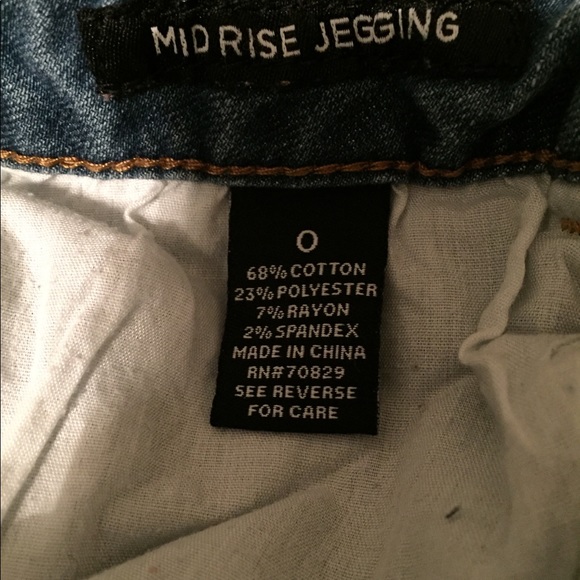 MID RISE JEGGING
0
68% COTTON
23% POLYESTER
7% RAYON
2% SPANDEX
MADE IN CHINA
RN#70829
SEE REVERSE
FOR CARE